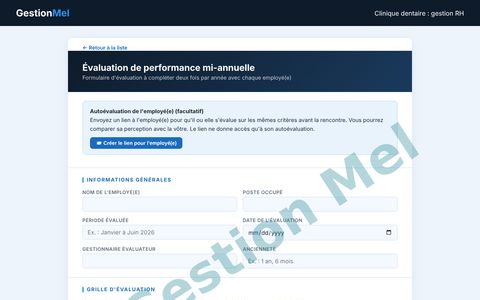 GestionMel
Clinique dentaire : gestion RH
← Retour à la liste
Évaluation de performance mi-annuelle
Formulaire d'évaluation à compléter deux fois par année avec chaque employé(e)
Autoévaluation de l'employé(e) (facultatif)
Envoyez un lien à l'employé(e) pour qu'il ou elle s'évalue sur les mêmes critères avant la rencontre. Vous pourrez
comparer sa perception avec la vôtre. Le lien ne donne accès qu'à son autoévaluation.
Créer le lien pour l'employé(e)
INFORMATIONS GÉNÉRALES
NOM DE L'EMPLOYÉ(E)
POSTE OCCUPÉ
PÉRIODE ÉVALUÉE
DATE DE L'ÉVALUATION
Ex. : Janvier à Juin 2026
mm/dd/yyyy
GESTIONNAIRE ÉVALUATEUR
ANCIENNETÉ
Ex. : 1 an, 6 mois
GRILLE D'ÉVALUATION
Gestion Mel